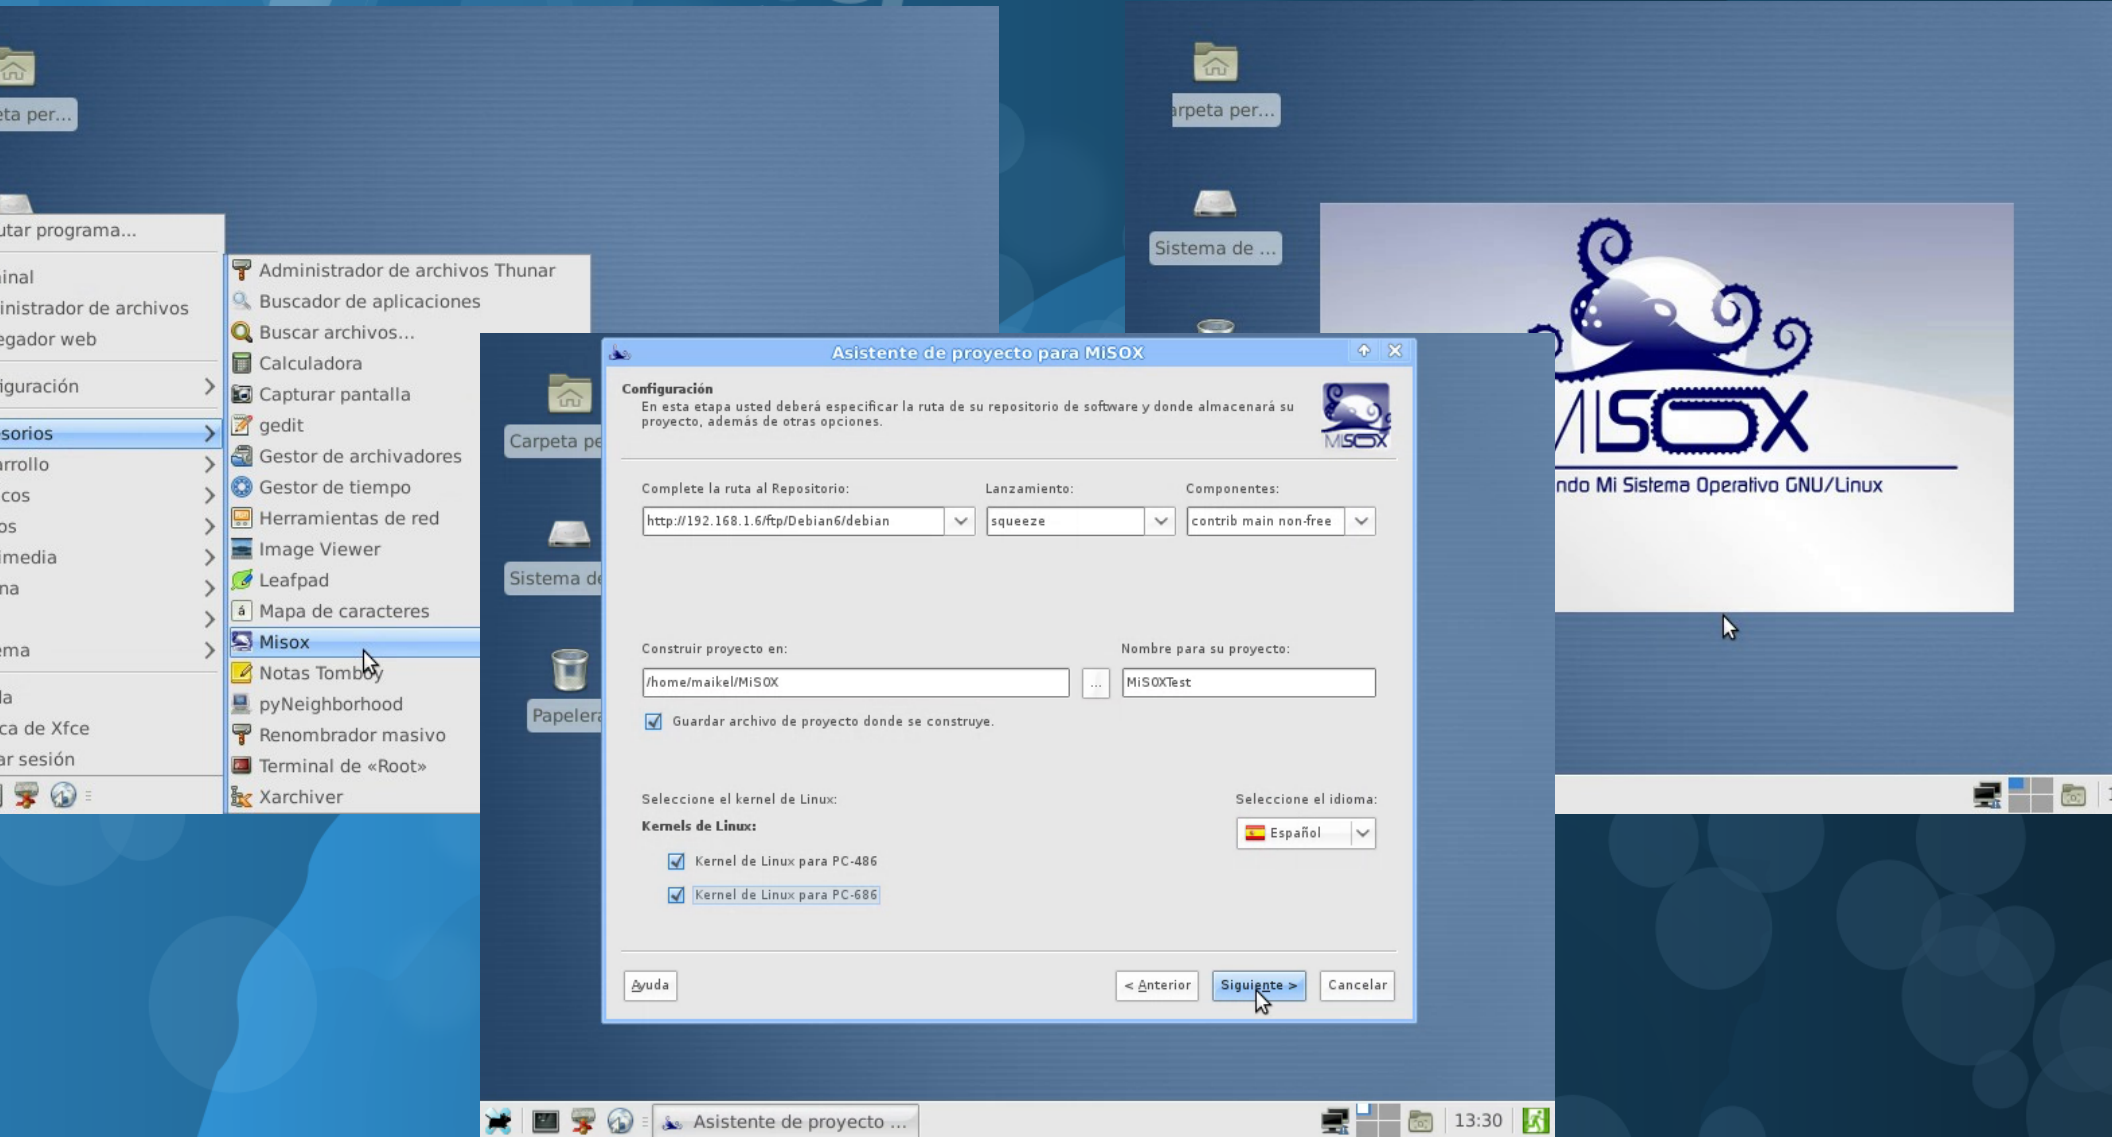 eta per...
utar programa...
inal
inistrador de archivos
egador web
iguración
sorios
arrollo
icos
os
imedia
na
ema
da
ca de Xfce
ar sesión
Administrador de archivos Thunar
Buscador de aplicaciones
Buscar archivos...
Calculadora
Capturar pantalla
gedit
Gestor de archivadores
Gestor de tiempo
Herramientas de red
Image Viewer
Leafpad
Mapa de caracteres
Misox
Notas Tomboy
pyNeighborhood
Renombrador masivo
Terminal de «Root»
Xarchiver
arpeta per...
Sistema de ...
MISOX
ndo Mi Sistema Operativo GNU/Linux
Carpeta pe
Sistema de
Papelera
Asistente de proyecto para MiSOX
Configuración
En esta etapa usted deberá especificar la ruta de su repositorio de software y donde almacenará su
proyecto, además de otras opciones.
MISOX
Complete la ruta al Repositorio: Lanzamiento: Componentes:
http://192.168.1.6/ftp/Debian6/debian squeeze contrib main non-free
Construir proyecto en: Nombre para su proyecto:
/home/maikel/MiSOX ... MiSOXTest
Guardar archivo de proyecto donde se construye.
Seleccione el kernel de Linux: Seleccione el idioma:
Kernels de Linux: Español
Kernel de Linux para PC-486
Kernel de Linux para PC-686
Ayuda < Anterior Siguiente > Cancelar
Asistente de proyecto ... 13:30